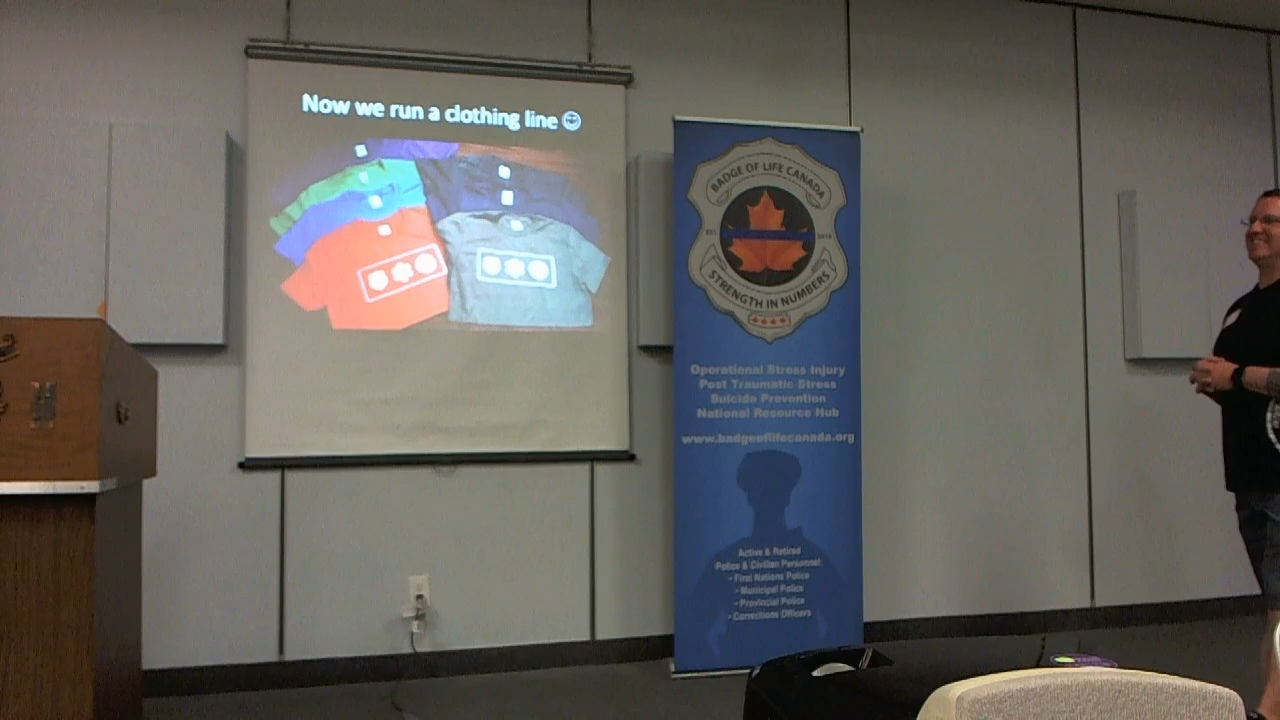 Now we run a clothing line
BADGE OF LIFE CANADA
EST.
2010
STRENGTH IN NUMBERS
Operational Stress Injury
Post Traumatic Stress
Suicide Prevention
National Resource Hub
www.badgeoflifecanada.org
Active & Retired
Police & Civilian Personnel
- First Nations Police
- Municipal Police
- Provincial Police
- Corrections Officers